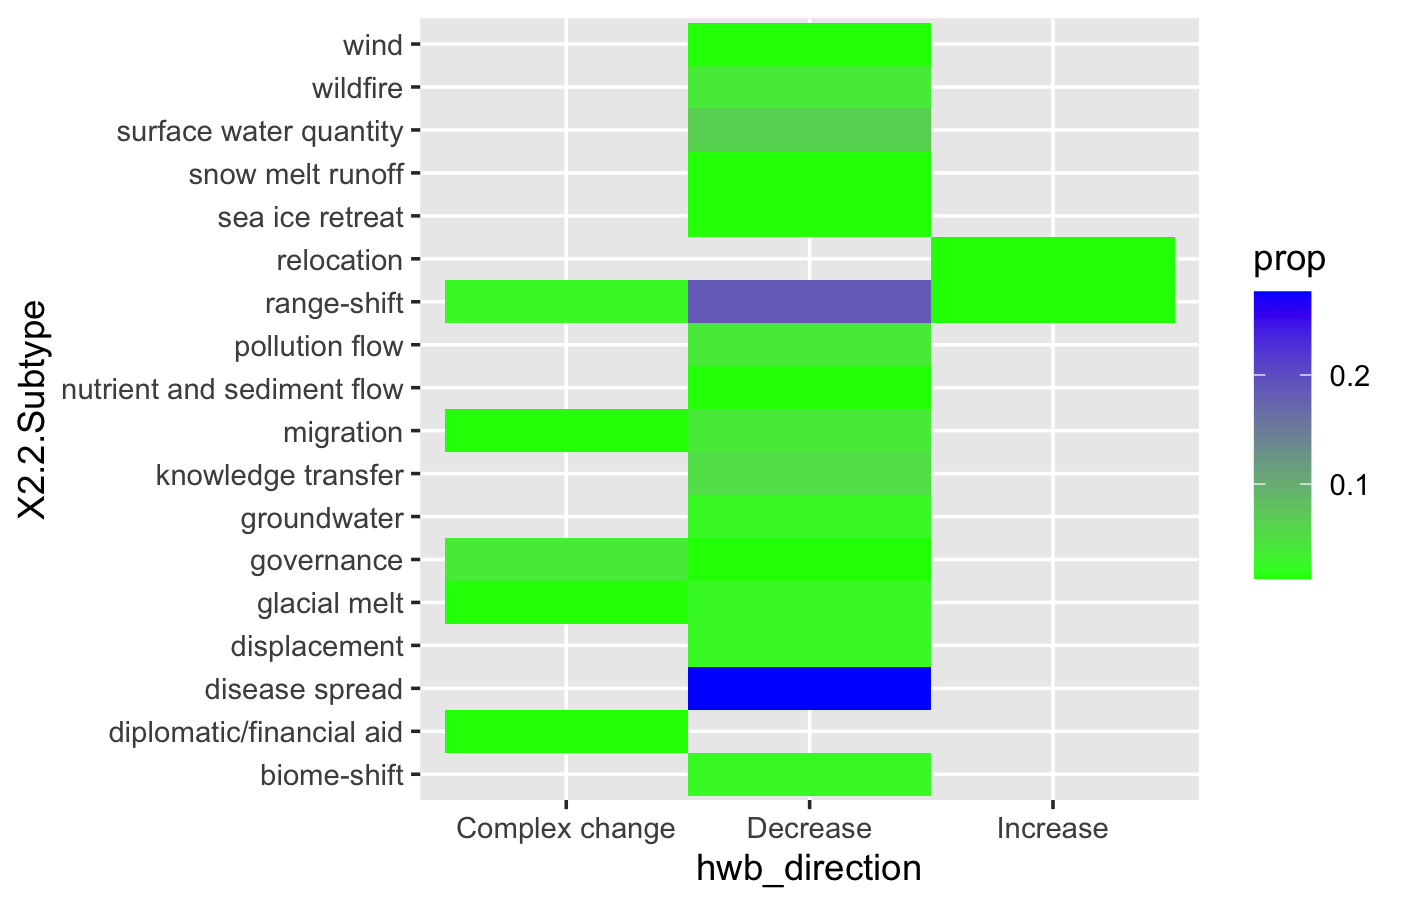 wind
wildfire
surface water quantity
snow melt runoff
sea ice retreat
relocation
range-shift
pollution flow
nutrient and sediment flow
migration
knowledge transfer
groundwater
governance
glacial melt
displacement
disease spread
diplomatic/financial aid
biome-shift
X2.2.Subtype
Complex change
Decrease
Increase
hwb_direction
prop
0.2
0.1